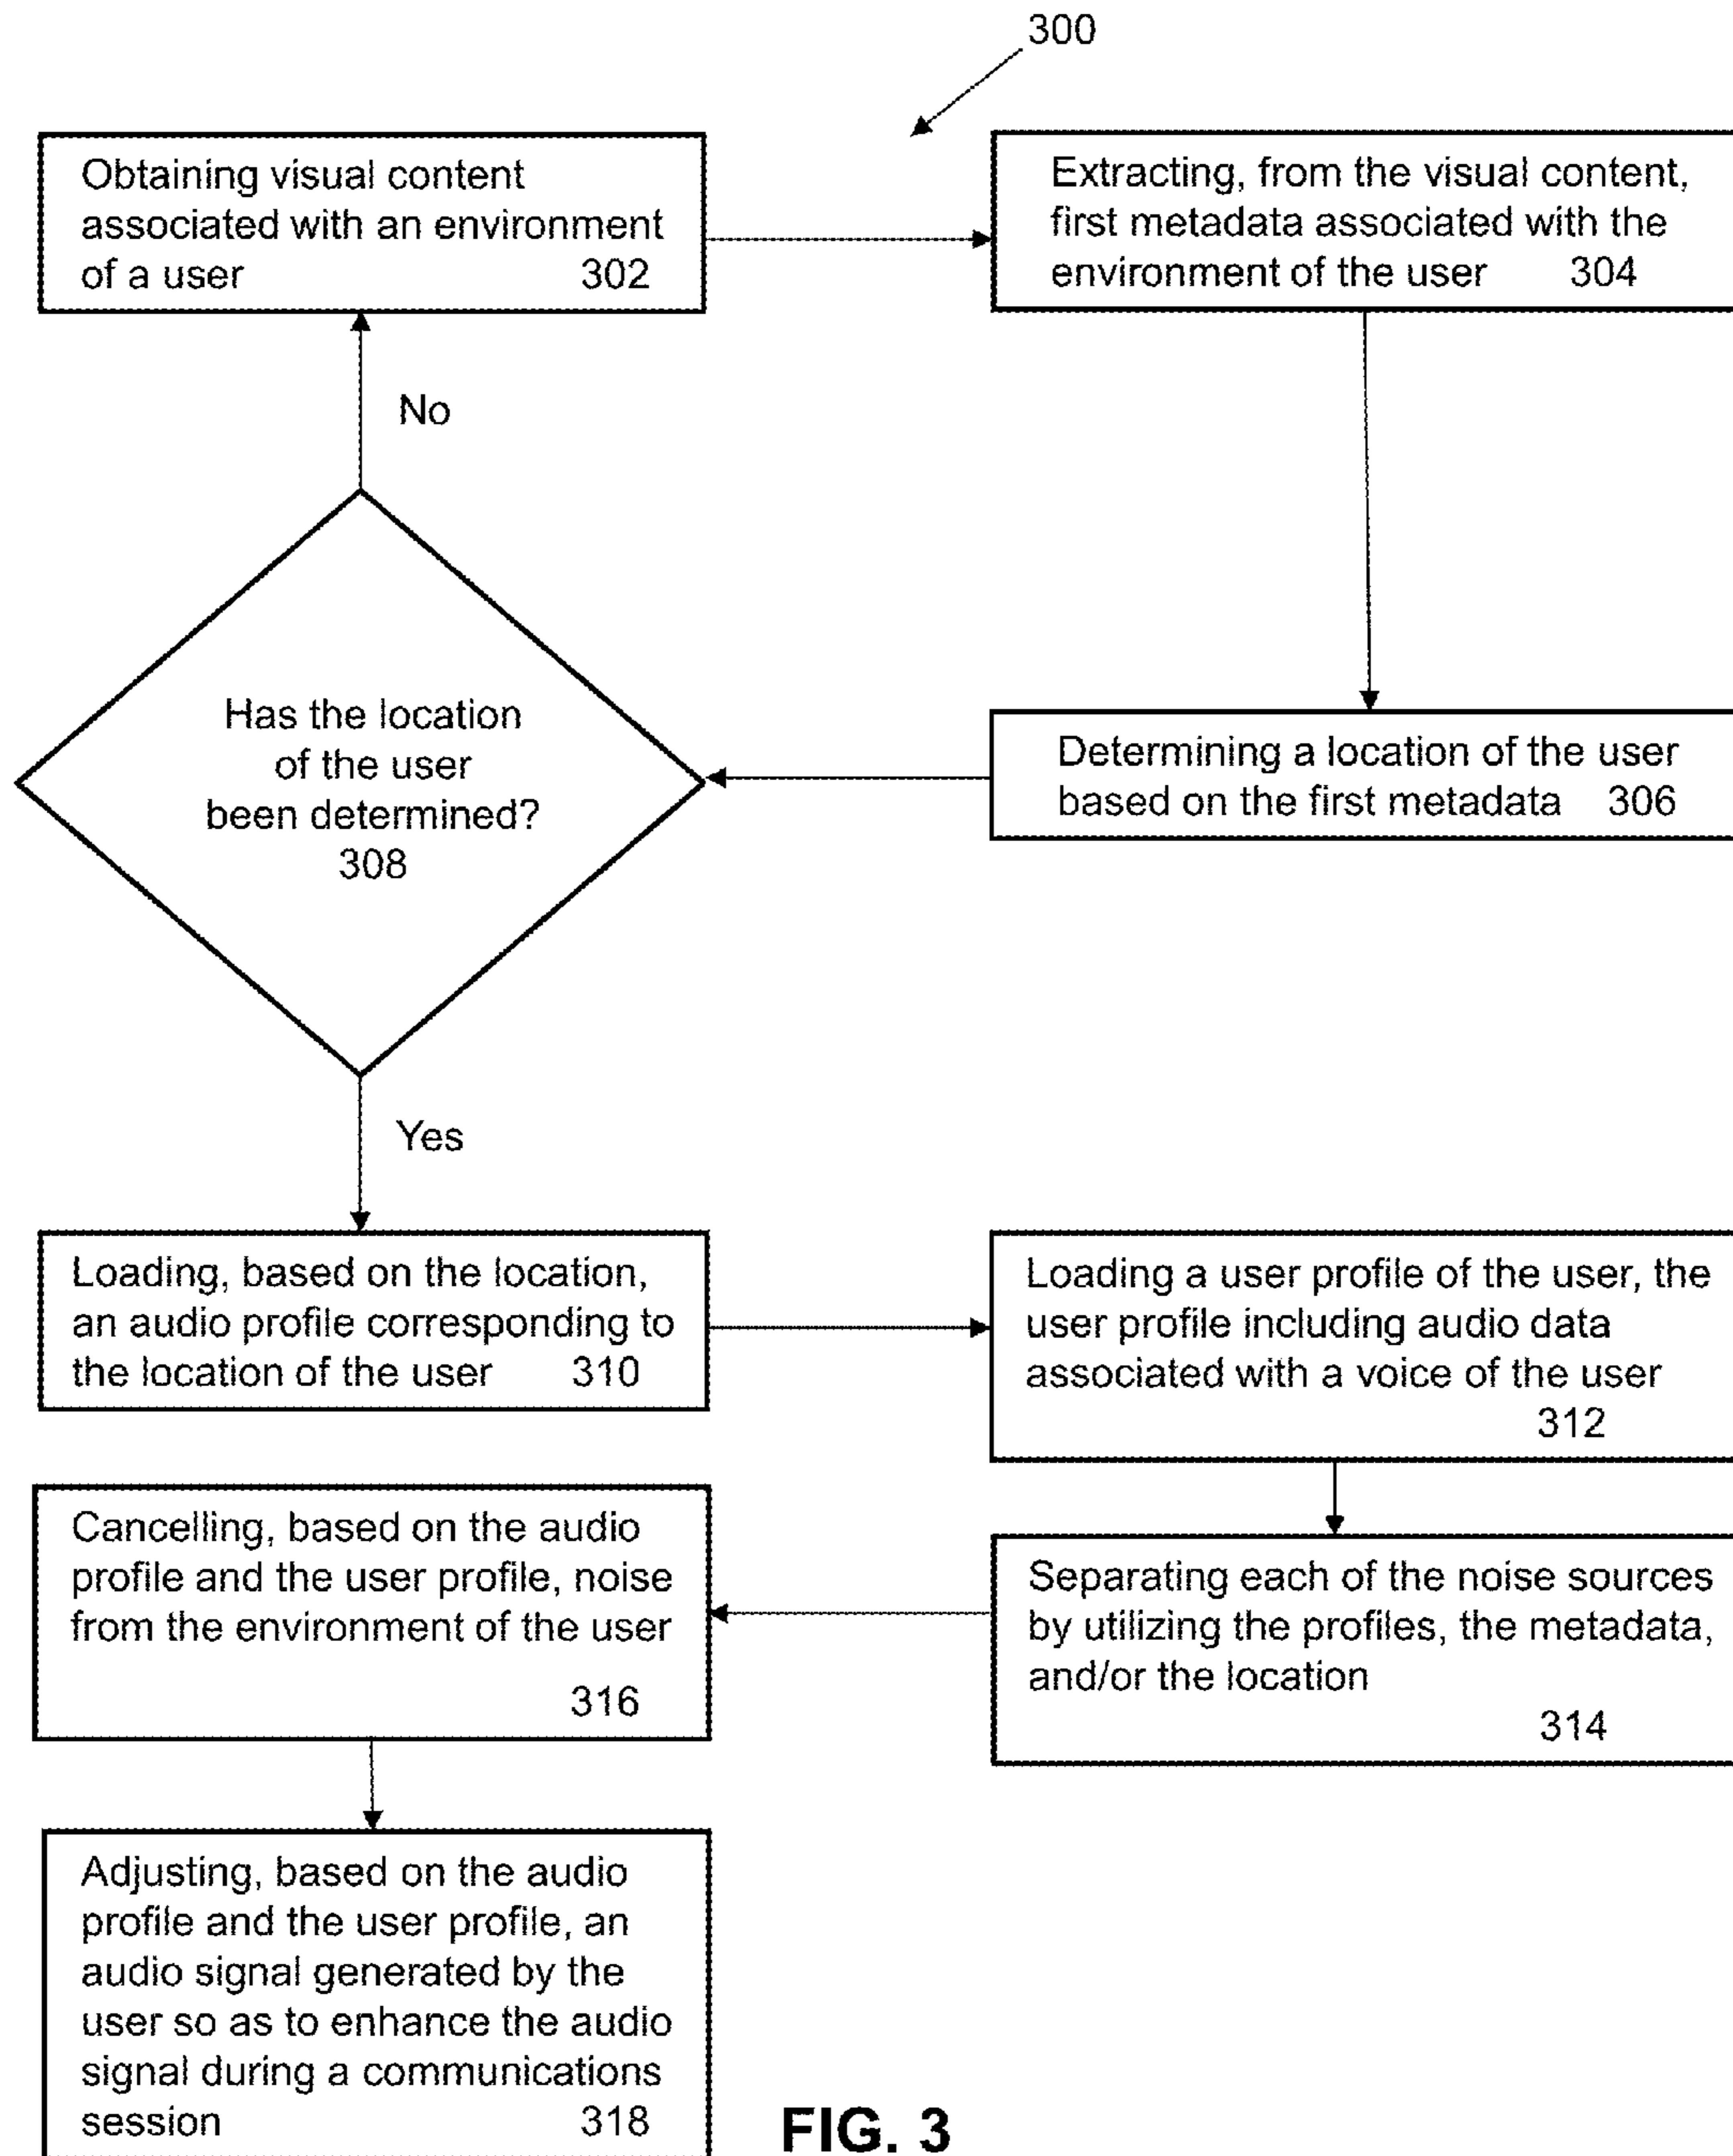 300
Obtaining visual content
associated with an environment
of a user 302
Extracting, from the visual content,
first metadata associated with the
environment of the user 304
No
Has the location
of the user
been determined?
308
Determining a location of the user
based on the first metadata 306
Yes
Loading, based on the location,
an audio profile corresponding to
the location of the user 310
Loading a user profile of the user, the
user profile including audio data
associated with a voice of the user
312
Cancelling, based on the audio
profile and the user profile, noise
from the environment of the user
316
Separating each of the noise sources
by utilizing the profiles, the metadata,
and/or the location
314
Adjusting, based on the audio
profile and the user profile, an
audio signal generated by the
user so as to enhance the audio
signal during a communications
session 318
FIG. 3